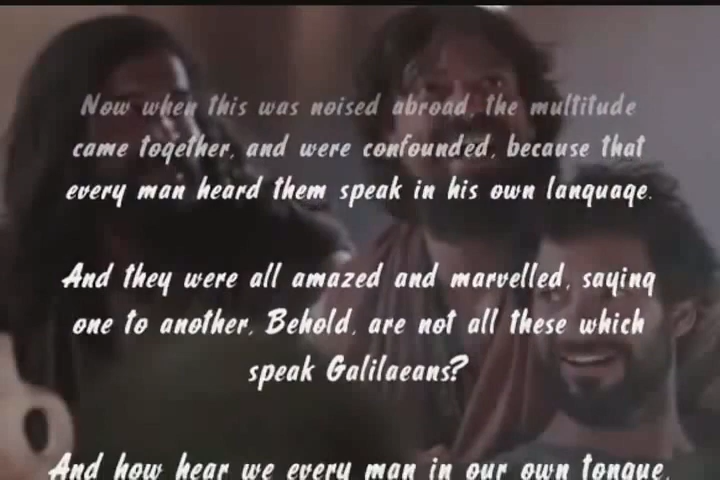 Now when this was noised abroad, the multitude
came together, and were confounded, because that
every man heard them speak in his own language.
And they were all amazed and marvelled, saying
one to another, Behold, are not all these which
speak Galilaeans?
And how hear we every man in our own tongue,